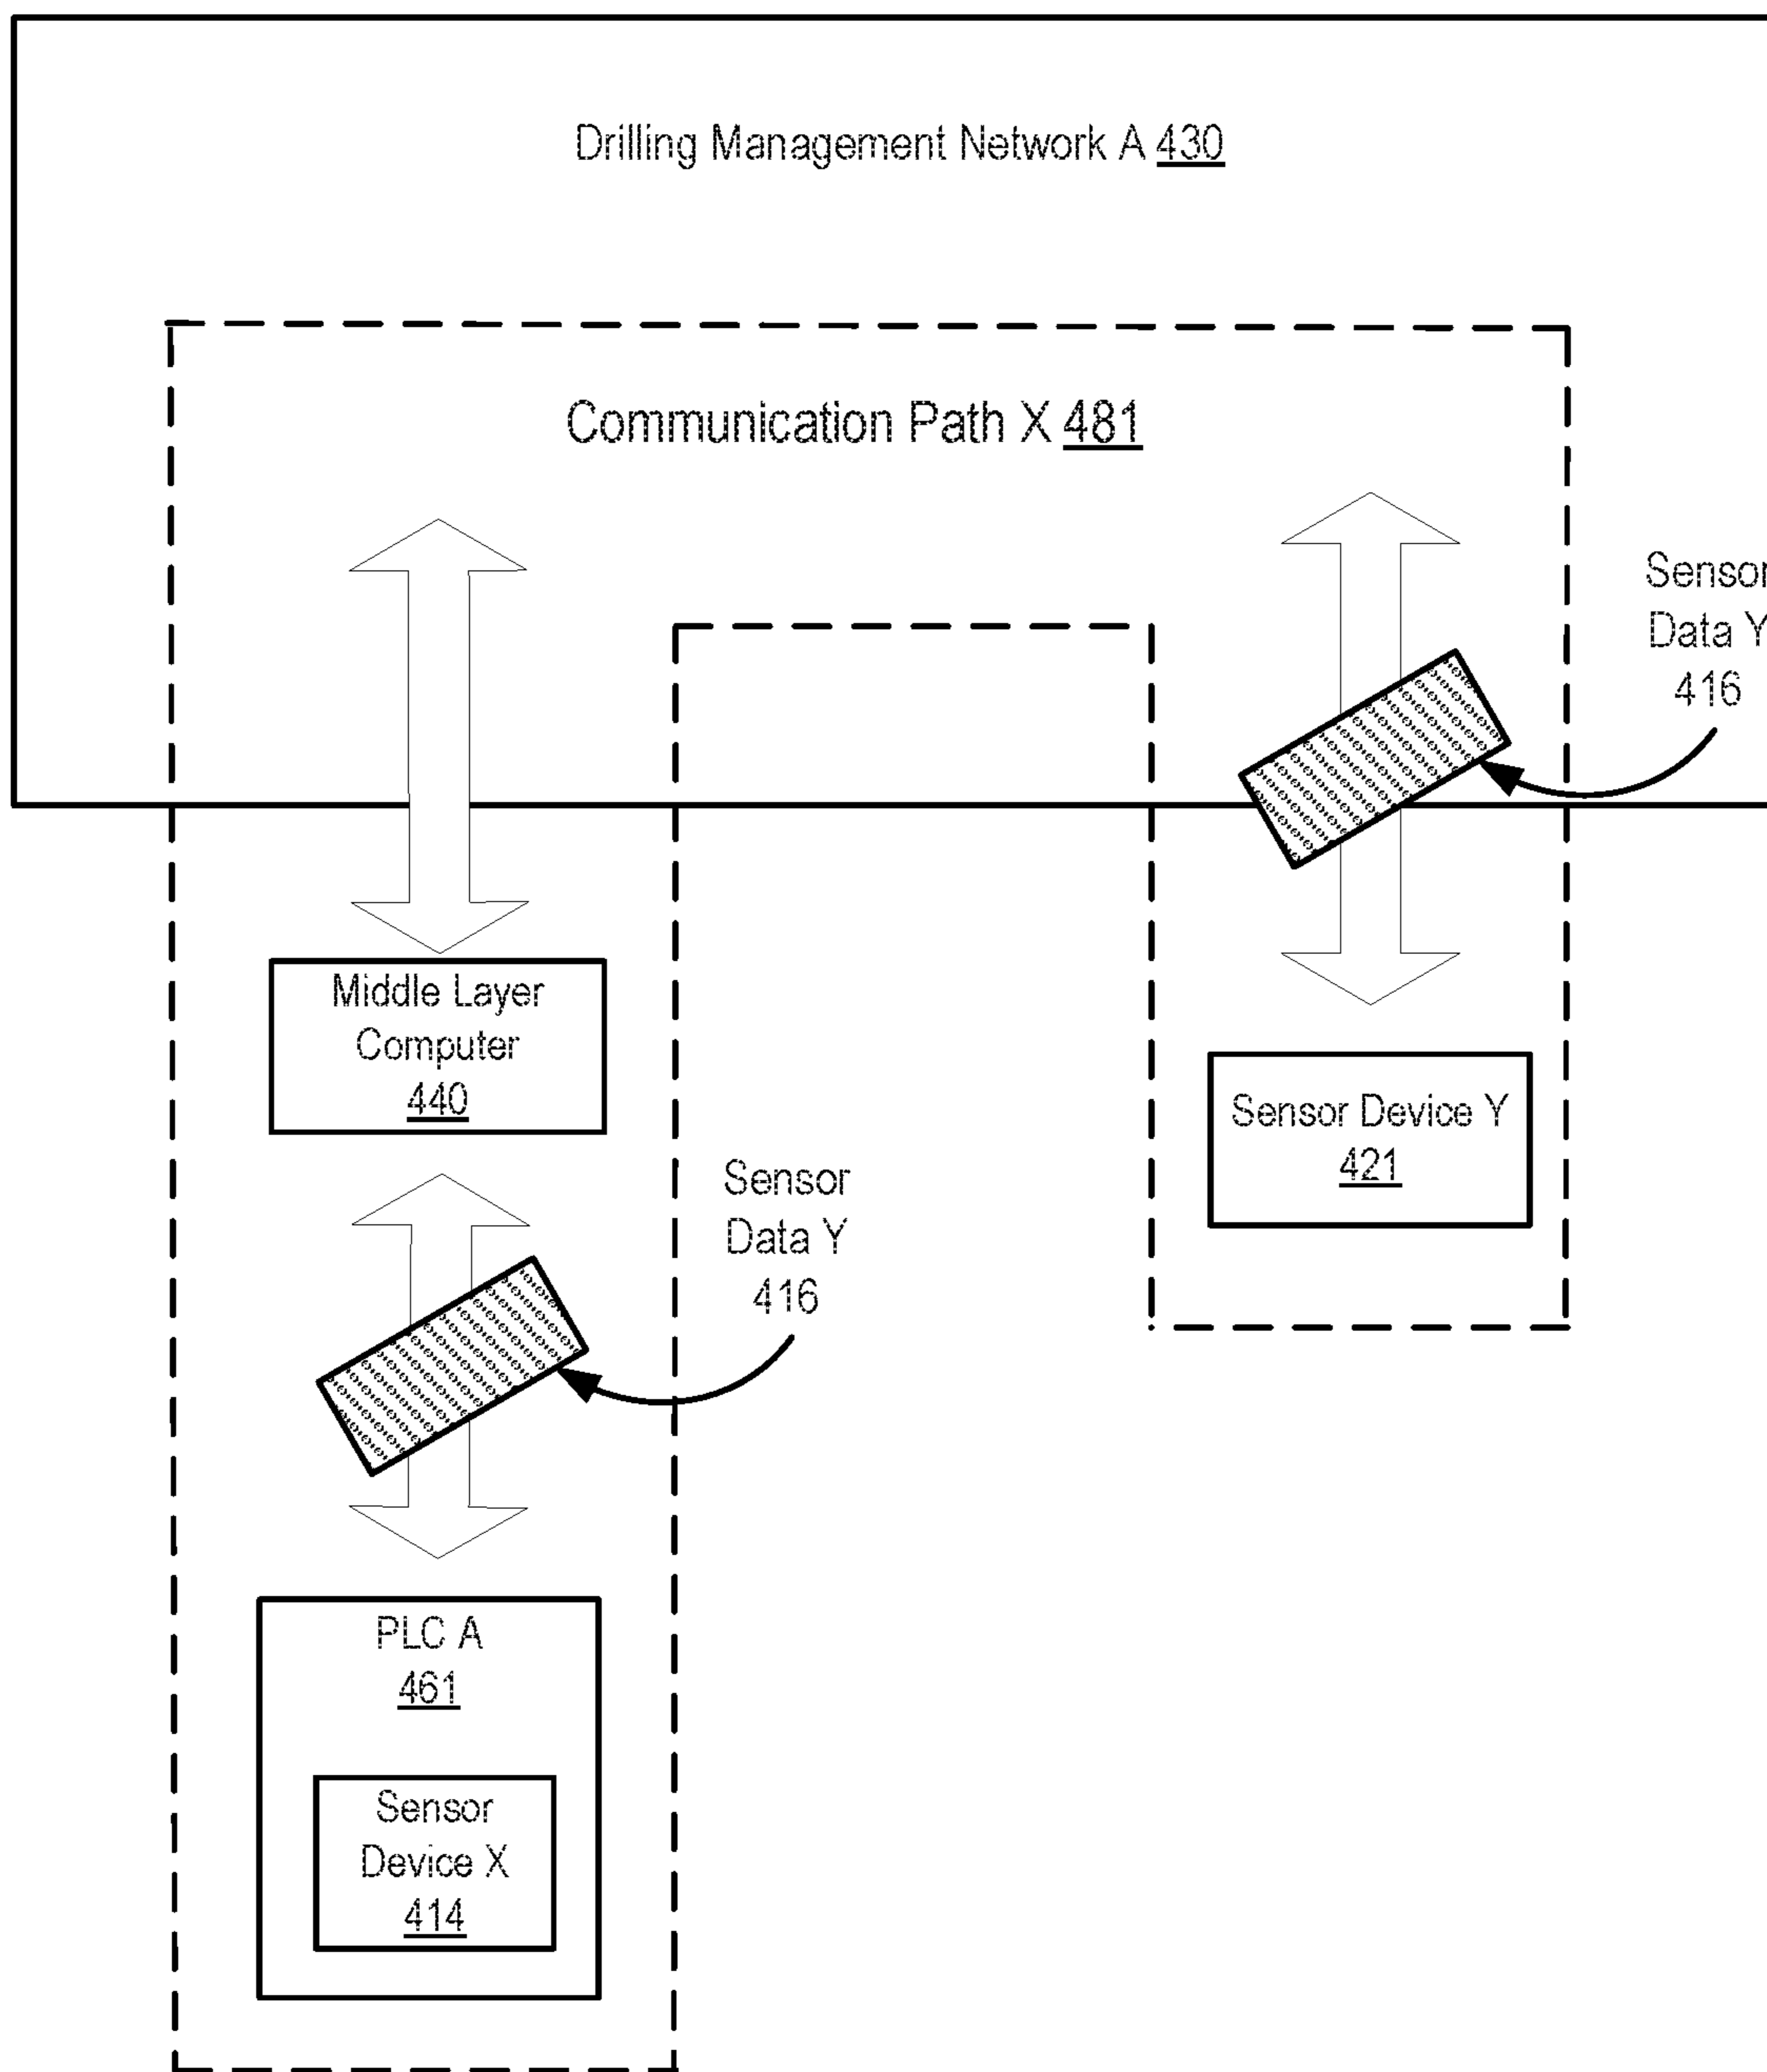 Drilling Management Network A 430
Communication Path X 481
Sensor
Data Y
416
Middle Layer
Computer
440
Sensor Device Y
421
Sensor
Data Y
416
PLC A
461
Sensor
Device X
414